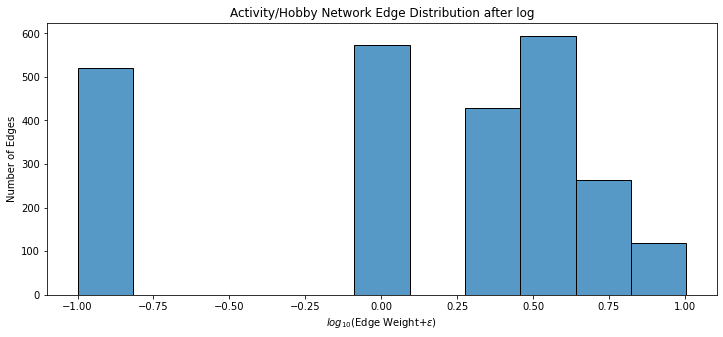 Activity/Hobby Network Edge Distribution after log
Number of Edges
600
500
400
300
200
100
0
−1.00 −0.75 −0.50 −0.25 0.00 0.25 0.50 0.75 1.00
log₁₀(Edge Weight+ε)